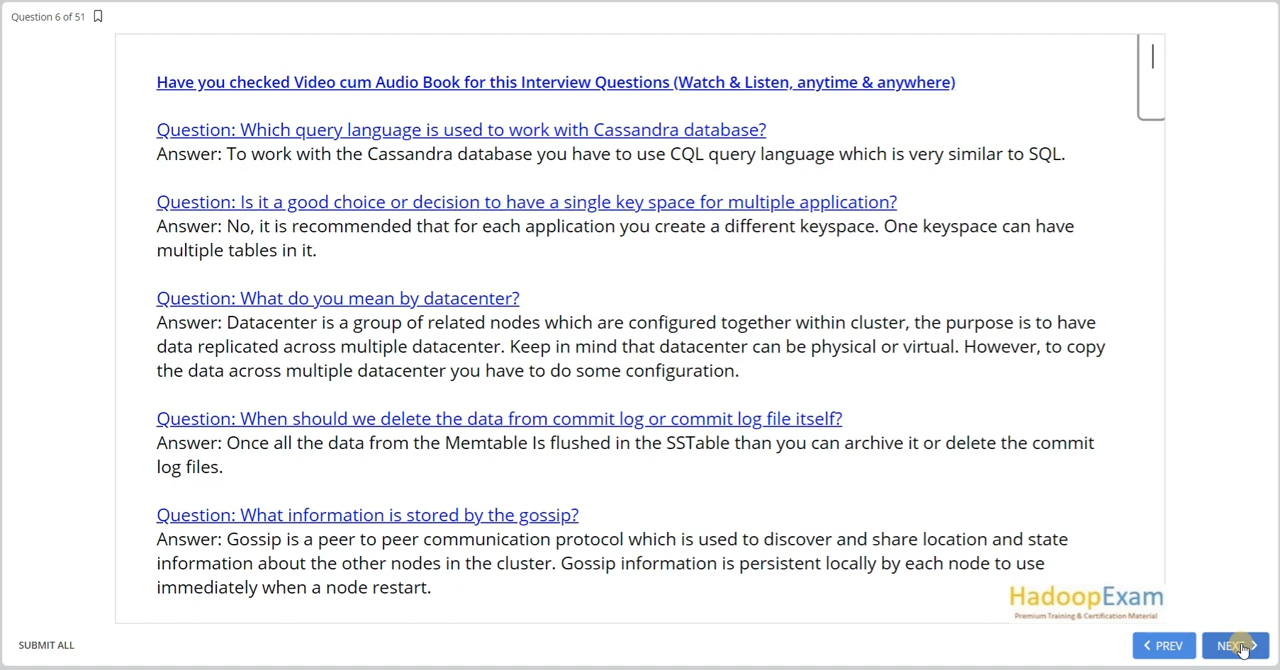 Question 6 of 51
Have you checked Video cum Audio Book for this Interview Questions (Watch & Listen, anytime & anywhere)
Question: Which query language is used to work with Cassandra database?
Answer: To work with the Cassandra database you have to use CQL query language which is very similar to SQL.
Question: Is it a good choice or decision to have a single key space for multiple application?
Answer: No, it is recommended that for each application you create a different keyspace. One keyspace can have
multiple tables in it.
Question: What do you mean by datacenter?
Answer: Datacenter is a group of related nodes which are configured together within cluster, the purpose is to have
data replicated across multiple datacenter. Keep in mind that datacenter can be physical or virtual. However, to copy
the data across multiple datacenter you have to do some configuration.
Question: When should we delete the data from commit log or commit log file itself?
Answer: Once all the data from the Memtable Is flushed in the SSTable than you can archive it or delete the commit
log files.
Question: What information is stored by the gossip?
Answer: Gossip is a peer to peer communication protocol which is used to discover and share location and state
information about the other nodes in the cluster. Gossip information is persistent locally by each node to use
immediately when a node restart.
HadoopExam
Premium Training & Certification Material
SUBMIT ALL
PREV
NEXT